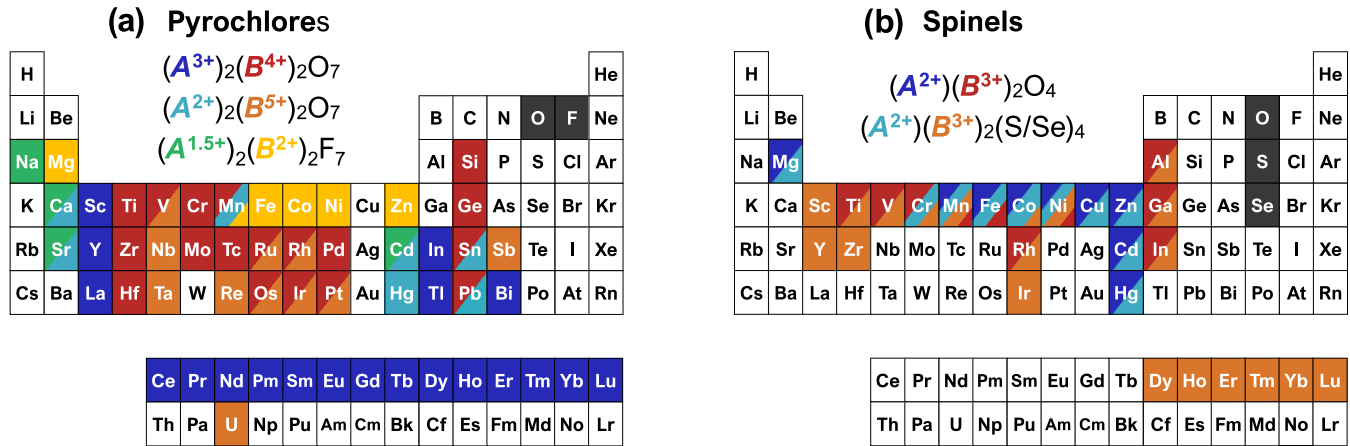 (a) Pyrochlores
H He
(A3+)2(B4+)2O7
Li Be B C N O F Ne
(A2+)2(B5+)2O7
Na Mg Al Si P S Cl Ar
(A1.5+)2(B2+)2F7
K Ca Sc Ti V Cr Mn Fe Co Ni Cu Zn Ga Ge As Se Br Kr
Rb Sr Y Zr Nb Mo Tc Ru Rh Pd Ag Cd In Sn Sb Te I Xe
Cs Ba La Hf Ta W Re Os Ir Pt Au Hg Tl Pb Bi Po At Rn
Ce Pr Nd Pm Sm Eu Gd Tb Dy Ho Er Tm Yb Lu
Th Pa U Np Pu Am Cm Bk Cf Es Fm Md No Lr
(b) Spinels
H He
(A2+)(B3+)2O4
Li Be B C N O F Ne
(A2+)(B3+)2(S/Se)4
Na Mg Al Si P S Cl Ar
K Ca Sc Ti V Cr Mn Fe Co Ni Cu Zn Ga Ge As Se Br Kr
Rb Sr Y Zr Nb Mo Tc Ru Rh Pd Ag Cd In Sn Sb Te I Xe
Cs Ba La Hf Ta W Re Os Ir Pt Au Hg Tl Pb Bi Po At Rn
Ce Pr Nd Pm Sm Eu Gd Tb Dy Ho Er Tm Yb Lu
Th Pa U Np Pu Am Cm Bk Cf Es Fm Md No Lr